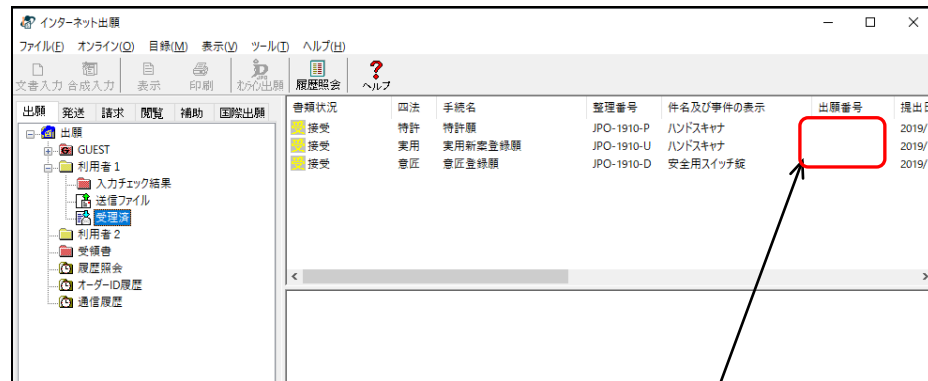 インターネット出願
ファイル(F) オンライン(O) 目録(M) 表示(V) ツール(T) ヘルプ(H)
文書入力 合成入力 表示 印刷 わくわく出願 履歴照会 ヘルプ
出願 発送 請求 閲覧 補助 国際出願
書類状況 四法 手続名 整理番号 件名及び事件の表示 出願番号 提出日
受 接受 特許 特許願 JPO-1910-P ハンドスキャナ 2019/
受 接受 実用 実用新案登録願 JPO-1910-U ハンドスキャナ 2019/
受 接受 意匠 意匠登録願 JPO-1910-D 安全用スイッチ錠 2019/
出願
GUEST
利用者1
入力チェック結果
送信ファイル
受理済
利用者2
受領書
履歴照会
オーダーID履歴
通信履歴